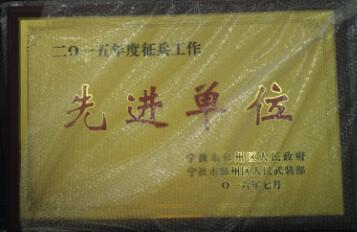 二〇一五年度征兵工作
先进单位
宁波市鄞州区人民政府
宁波市鄞州区人民武装部
〇一六年七月